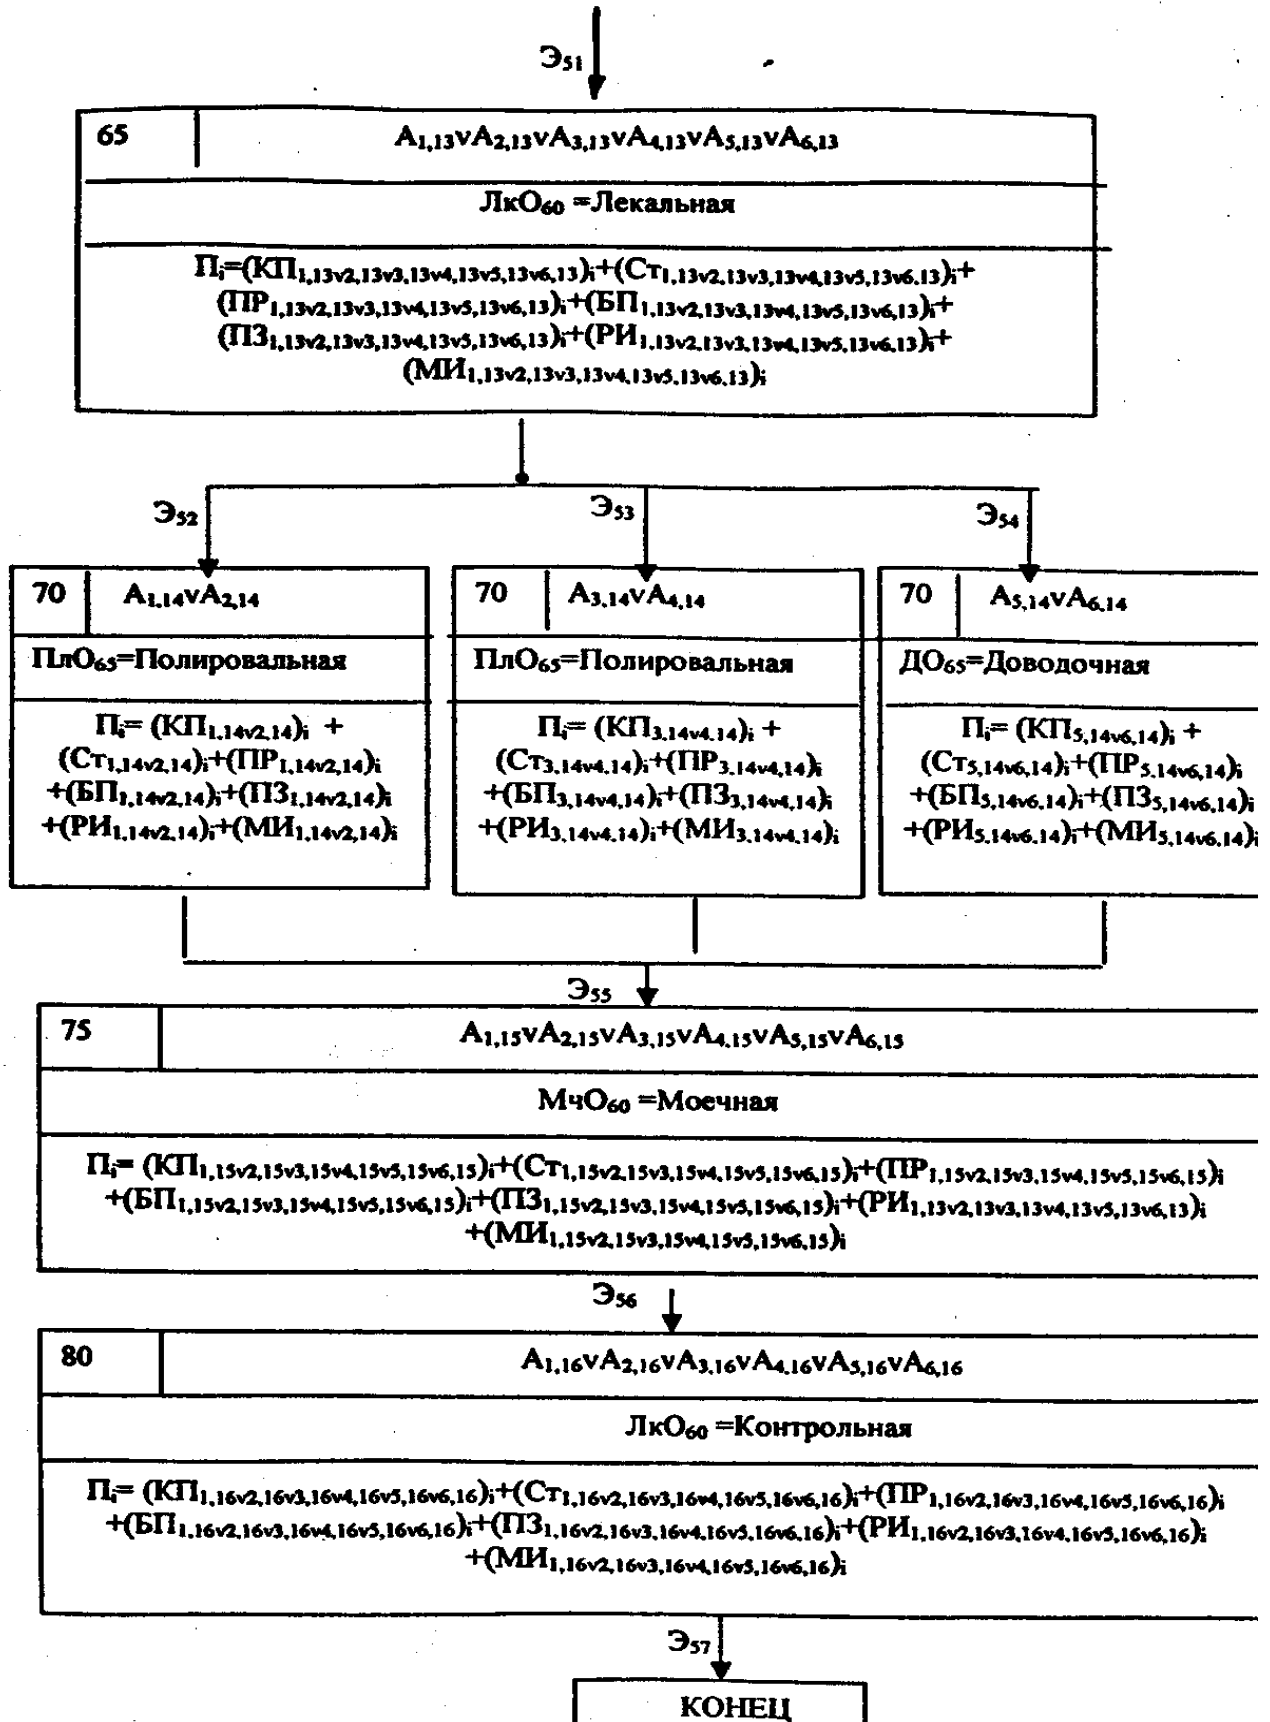 Э51
65 A1,13vA2,13vA3,13vA4,13vA5,13vA6,13
ЛкО60 =Лекальная
Пi=(КП1,13v2,13v3,13v4,13v5,13v6,13)i+(Ст1,13v2,13v3,13v4,13v5,13v6.13)i+
(ПР1,13v2,13v3,13v4,13v5,13v6,13)i+(БП1,13v2,13v3,13v4,13v5,13v6,13)i+
(ПЗ1,13v2,13v3,13v4,13v5,13v6,13)i+(РИ1.13v2,13v3,13v4,13v5,13v6.13)i+
(МИ1,13v2,13v3,13v4,13v5,13v6.13)i
Э52 Э53 Э54
70 A1.14vA2,14
ПлО65=Полировальная
Пi= (КП1,14v2,14)i +
(Ст1,14v2,14)i+(ПР1,14v2,14)i
+(БП1,14v2,14)i+(ПЗ1,14v2,14)i
+(РИ1,14v2,14)i+(МИ1,14v2,14)i
70 A3,14vA4,14
ПлО65=Полировальная
Пi= (КП3.14v4.14)i +
(Ст3,14v4.14)i+(ПР3.14v4,14)i
+(БП3,14v4,14)i+(ПЗ3,14v4,14)i
+(РИ3,14v4.14)i+(МИ3.14v4.14)i
70 A5,14vA6,14
ДО65=Доводочная
Пi= (КП5,14v6,14)i +
(Ст5,14v6,14)i+(ПР5,14v6,14)i
+(БП5,14v6.14)i+(ПЗ5,14v6,14)i
+(РИ5.14v6.14)i+(МИ5,14v6.14)i
Э55
75 A1,15vA2,15vA3,15vA4.15vA5,15vA6,15
МчО60 =Моечная
Пi= (КП1,15v2,15v3,15v4,15v5,15v6,15)i+(Ст1,15v2,15v3,15v4,15v5,15v6,15)i+(ПР1,15v2,15v3,15v4,15v5,15v6,15)i
+(БП1,15v2,15v3,15v4,15v5,15v6,15)i+(ПЗ1,15v2,15v3,15v4,15v5,15v6,15)i+(РИ1,13v2,13v3,13v4,13v5,13v6,13)i
+(МИ1,15v2,15v3,15v4,15v5,15v6,15)i
Э56
80 A1,16vA2,16vA3,16vA4.16vA5,16vA6,16
ЛкО60 =Контрольная
Пi= (КП1,16v2,16v3,16v4,16v5,16v6,16)i+(Ст1,16v2,16v3,16v4,16v5,16v6,16)i+(ПР1,16v2,16v3,16v4,16v5,16v6,16)i
+(БП1,16v2,16v3,16v4,16v5,16v6,16)i+(ПЗ1,16v2,16v3,16v4,16v5,16v6,16)i+(РИ1,16v2,16v3,16v4,16v5,16v6,16)i
+(МИ1,16v2,16v3,16v4,16v5,16v6,16)i
Э57
КОНЕЦ